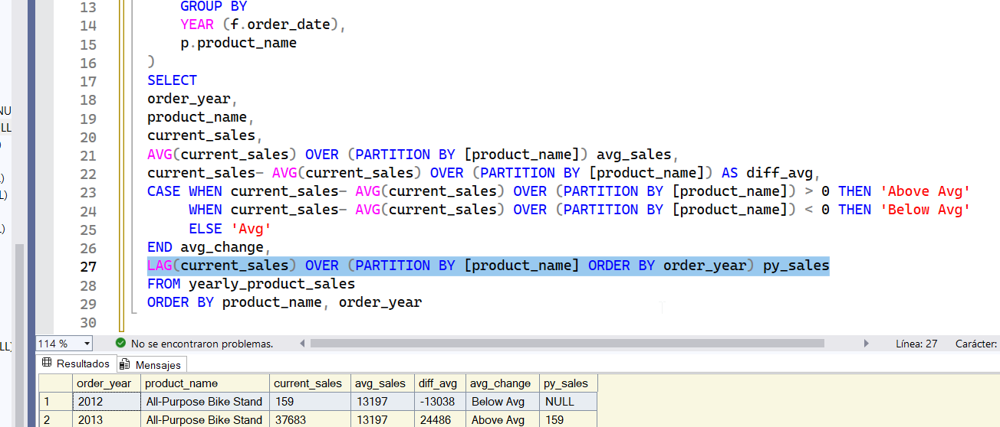 13 GROUP BY
14 YEAR (f.order_date),
15 p.product_name
16 )
17 SELECT
18 order_year,
19 product_name,
20 current_sales,
21 AVG(current_sales) OVER (PARTITION BY [product_name]) avg_sales,
22 current_sales- AVG(current_sales) OVER (PARTITION BY [product_name]) AS diff_avg,
23 CASE WHEN current_sales- AVG(current_sales) OVER (PARTITION BY [product_name]) > 0 THEN 'Above Avg'
24 WHEN current_sales- AVG(current_sales) OVER (PARTITION BY [product_name]) < 0 THEN 'Below Avg'
25 ELSE 'Avg'
26 END avg_change,
27 LAG(current_sales) OVER (PARTITION BY [product_name] ORDER BY order_year) py_sales
28 FROM yearly_product_sales
29 ORDER BY product_name, order_year
30
114 % No se encontraron problemas. Línea: 27 Carácter:
Resultados Mensajes
order_year product_name current_sales avg_sales diff_avg avg_change py_sales
1 2012 All-Purpose Bike Stand 159 13197 -13038 Below Avg NULL
2 2013 All-Purpose Bike Stand 37683 13197 24486 Above Avg 159